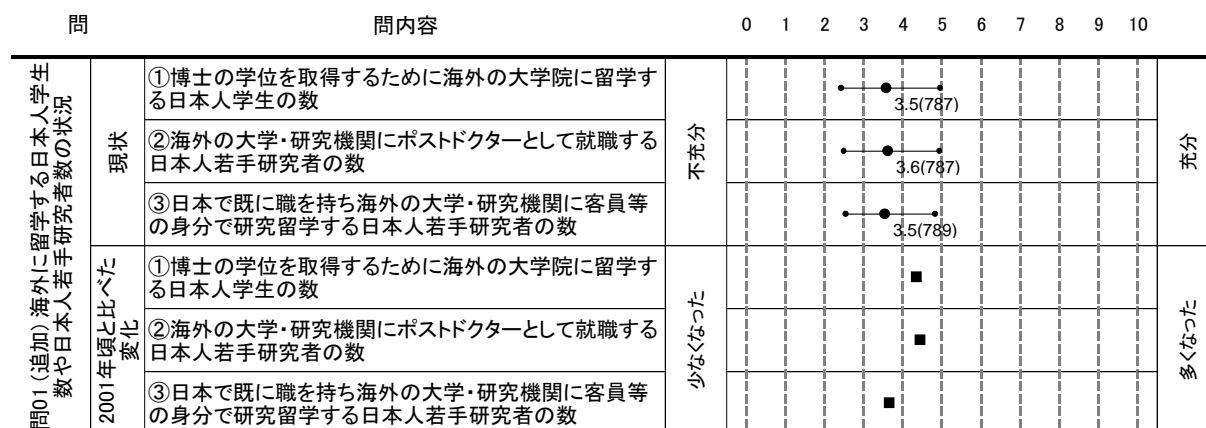 問 問内容 0 1 2 3 4 5 6 7 8 9 10
問01(追加)海外に留学する日本人学生
数や日本人若手研究者数の状況
現状
①博士の学位を取得するために海外の大学院に留学す
る日本人学生の数
3.5(787)
②海外の大学・研究機関にポストドクターとして就職する
日本人若手研究者の数
3.6(787)
③日本で既に職を持ち海外の大学・研究機関に客員等
の身分で研究留学する日本人若手研究者の数
3.5(789)
不充分
充分
2001年頃と比べた
変化
①博士の学位を取得するために海外の大学院に留学す
る日本人学生の数
②海外の大学・研究機関にポストドクターとして就職する
日本人若手研究者の数
③日本で既に職を持ち海外の大学・研究機関に客員等
の身分で研究留学する日本人若手研究者の数
少なくなった
多くなった